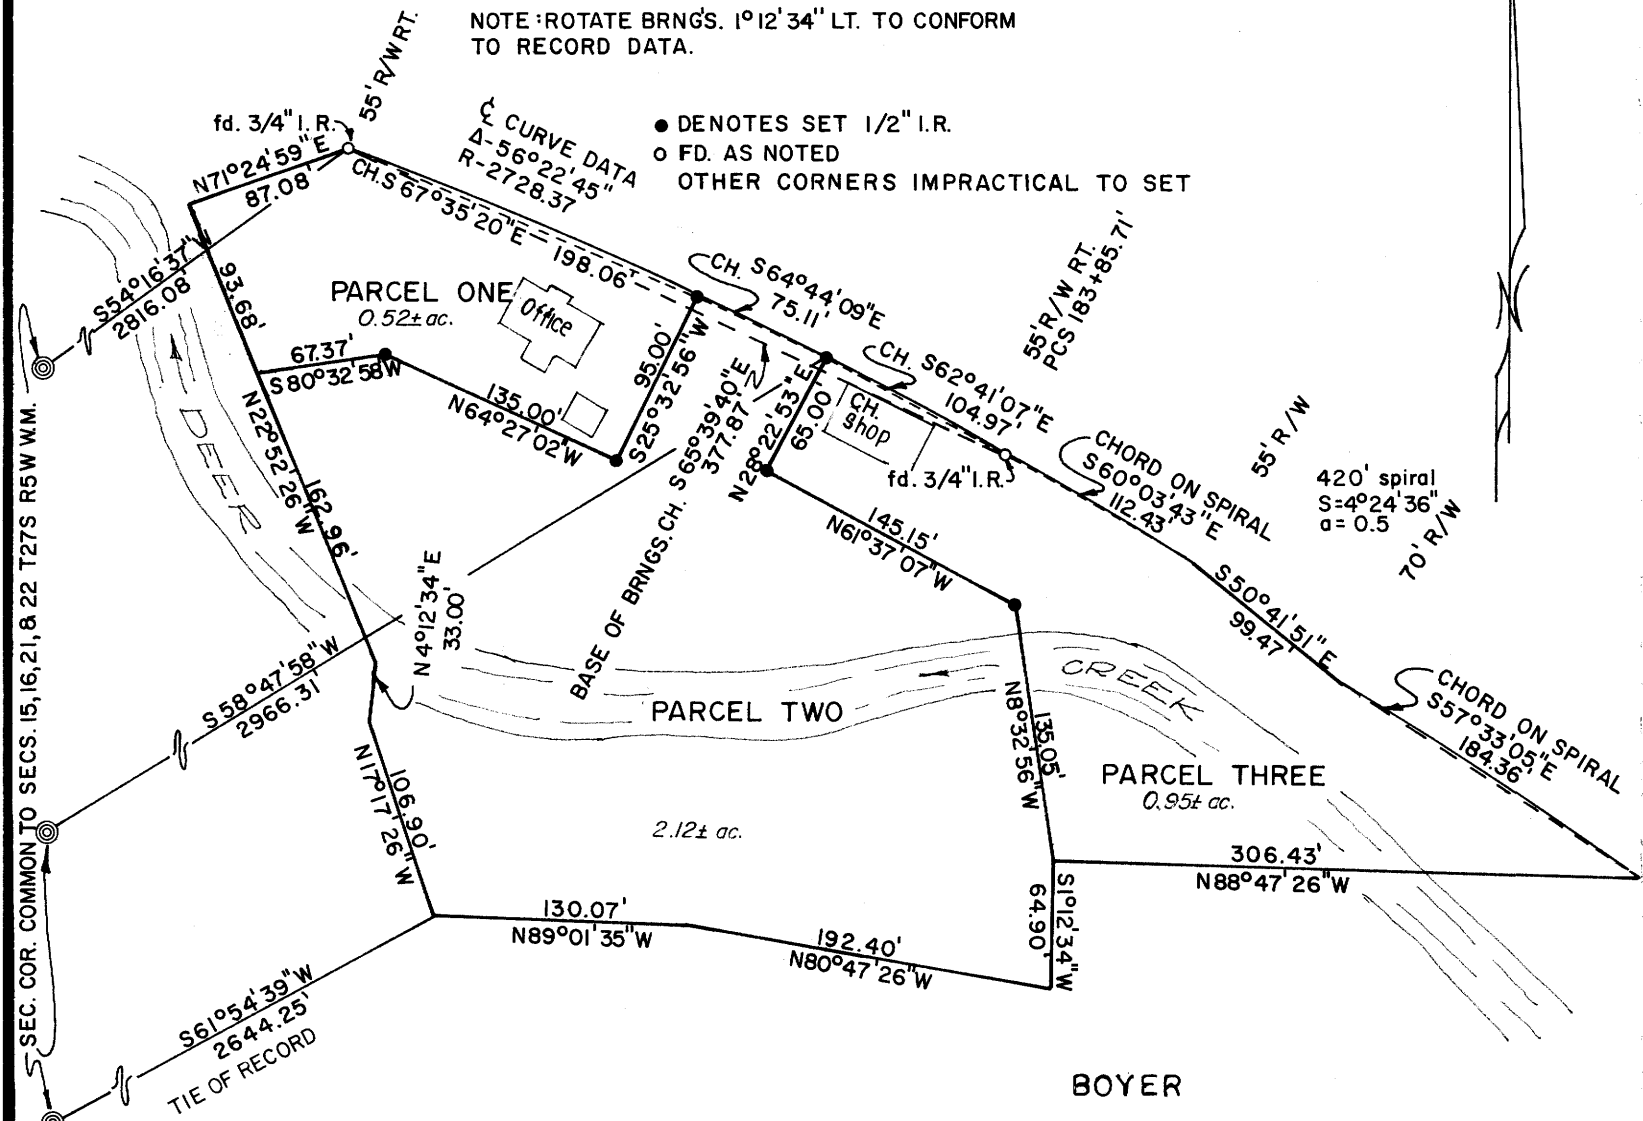 NOTE : ROTATE BRNG'S. 1°12'34" LT. TO CONFORM
TO RECORD DATA.
55' R/W RT.
fd. 3/4" I.R.
℄ CURVE DATA
Δ-56°22'45"
R-2728.37
● DENOTES SET 1/2" I.R.
○ FD. AS NOTED
OTHER CORNERS IMPRACTICAL TO SET
N71°24'59"E
87.08'
CH.S 67°35'20"E - 198.06'
S54°16'37"W
2816.08'
93.68'
PARCEL ONE
0.52± ac.
Office
CH. S64°44'09"E
75.11'
55' R/W RT.
PCS 183+85.71'
67.37'
S80°32'58W
135.00'
N64°27'02"W
95.00'
S25°32'56"W
BASE OF BRNGS. CH. S65°39'40"E
377.87'
N28°22'53"E
65.00'
CH.
Shop
CH. S62°41'07"E
104.97'
fd. 3/4" I.R.
CHORD ON SPIRAL
S60°03'43"E
112.43'
55' R/W
420' spiral
S=4°24'36"
a = 0.5
70' R/W
DEER
N22°52'26"W
162.96'
145.15'
N61°37'07"W
S50°41'51"E
99.47'
N4°12'34"E
33.00'
S58°47'58"W
2966.31'
CREEK
CHORD ON SPIRAL
S57°33'05"E
184.36'
PARCEL TWO
2.12± ac.
N8°32'56"W
135.05'
PARCEL THREE
0.95± ac.
106.90'
N17°17'26"W
306.43'
N88°47'26"W
S1°12'34"W
64.90'
130.07'
N89°01'35"W
192.40'
N80°47'26"W
S61°54'39"W
2644.25'
TIE OF RECORD
SEC. COR. COMMON TO SECS. 15,16,21, & 22 T27S R5W W.M.
BOYER